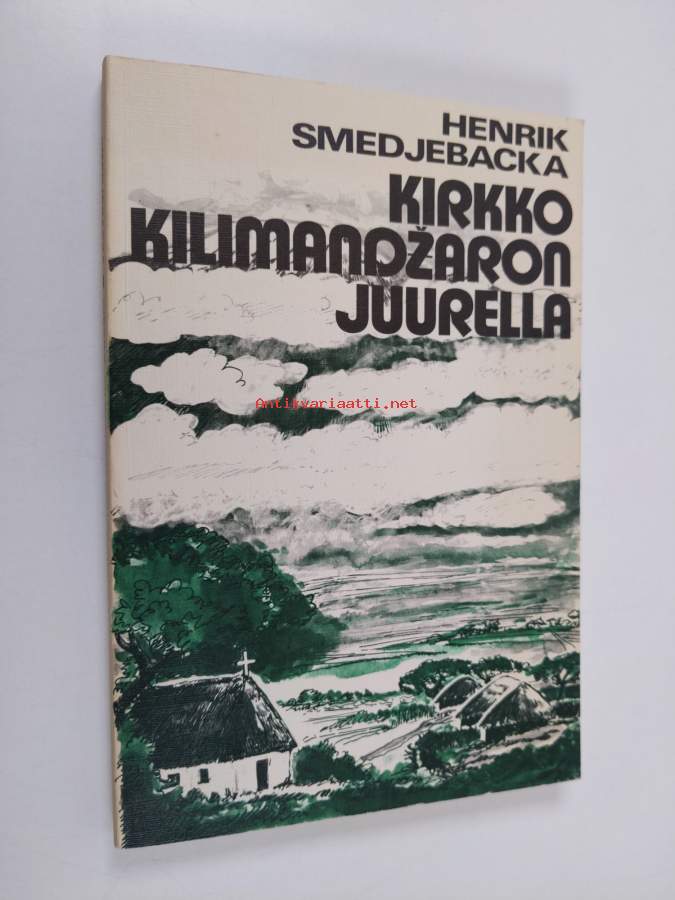 HENRIK
SMEDJEBACKA
KIRKKO
KILIMANDŽARON
JUURELLA
Antikvariaatti.net